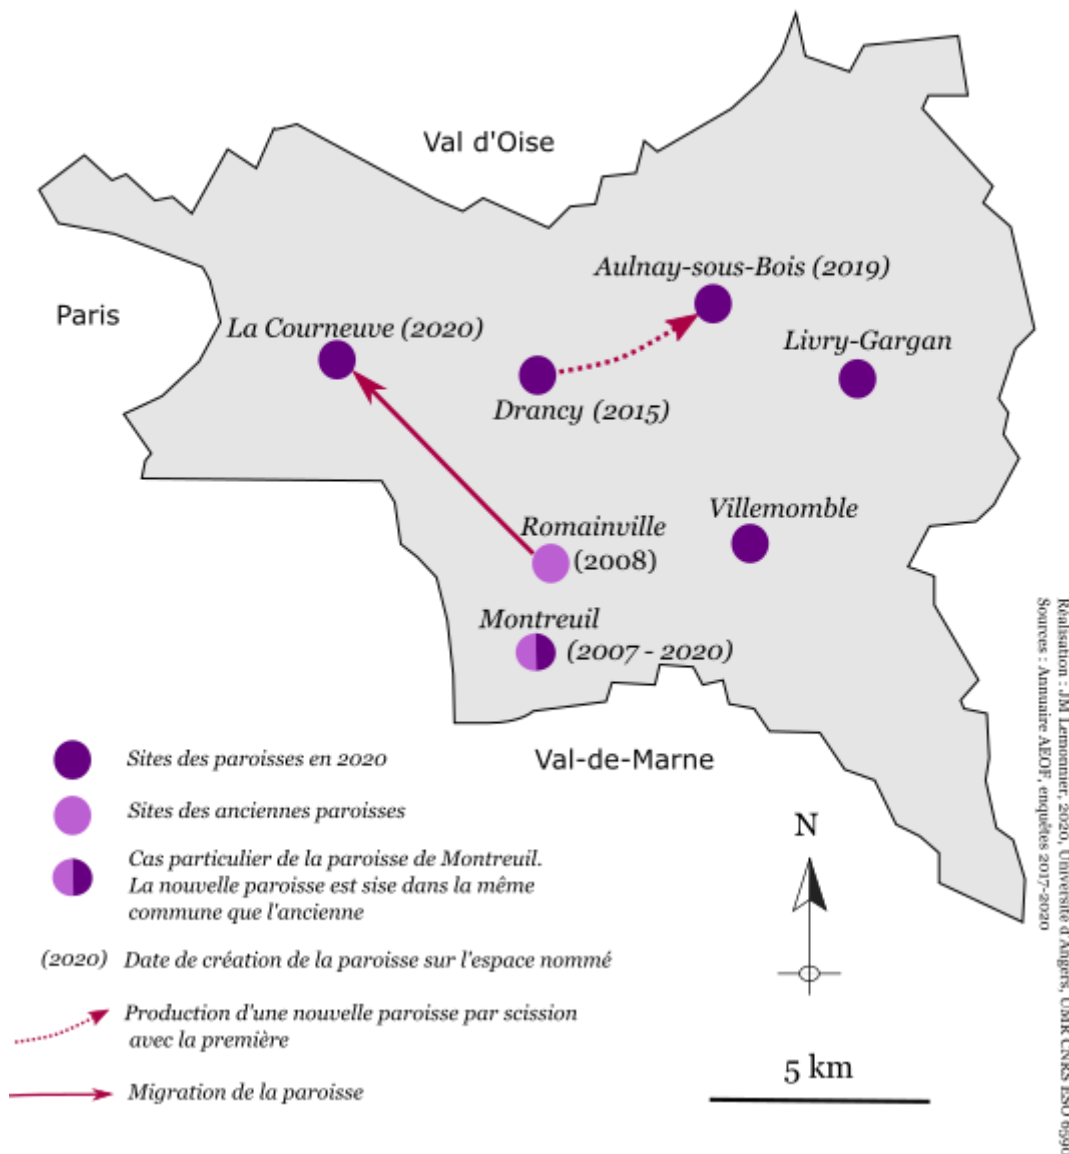 Val d'Oise
Aulnay-sous-Bois (2019)
Paris
La Courneuve (2020)
Livry-Gargan
Drancy (2015)
Villemomble
Romainville
(2008)
Montreuil
(2007 - 2020)
Val-de-Marne
Sites des paroisses en 2020
Sites des anciennes paroisses
Cas particulier de la paroisse de Montreuil.
La nouvelle paroisse est sise dans la même
commune que l'ancienne
(2020) Date de création de la paroisse sur l'espace nommé
Production d'une nouvelle paroisse par scission
avec la première
Migration de la paroisse
N
5 km
Réalisation : JM Lemonnier, 2020, Université d'Angers, UMR CNRS ESO 6590
Sources : Annuaire AEOF, enquêtes 2017-2020